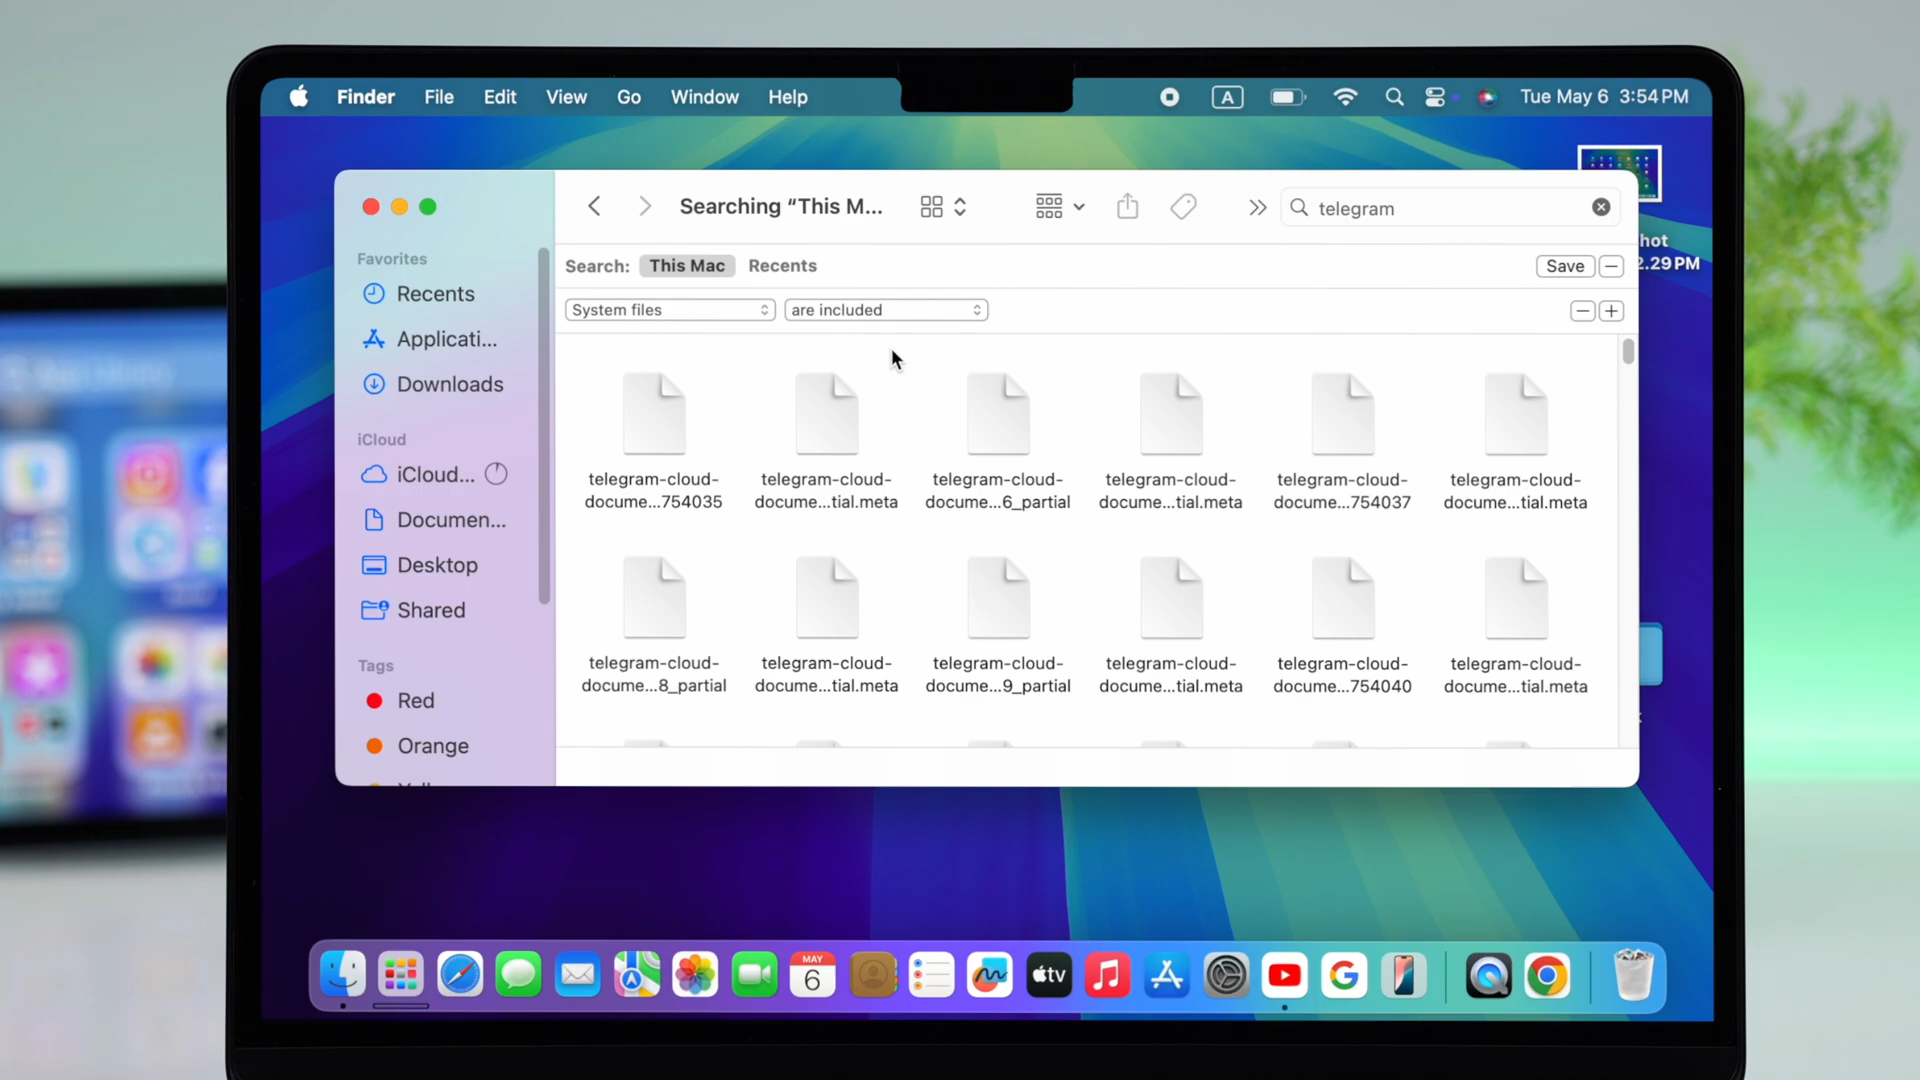 Finder File Edit View Go Window Help
A
Tue May 6 3:54 PM
Searching “This M...
telegram
hot
2.29 PM
Search: This Mac Recents
Save
System files
are included
Favorites
Recents
Applicati...
Downloads
iCloud
iCloud...
Documen...
Desktop
Shared
Tags
Red
Orange
telegram-cloud-
docume...754035
telegram-cloud-
docume...tial.meta
telegram-cloud-
docume...6_partial
telegram-cloud-
docume...tial.meta
telegram-cloud-
docume...754037
telegram-cloud-
docume...tial.meta
telegram-cloud-
docume...8_partial
telegram-cloud-
docume...tial.meta
telegram-cloud-
docume...9_partial
telegram-cloud-
docume...tial.meta
telegram-cloud-
docume...754040
telegram-cloud-
docume...tial.meta
MAY
6
tv
G